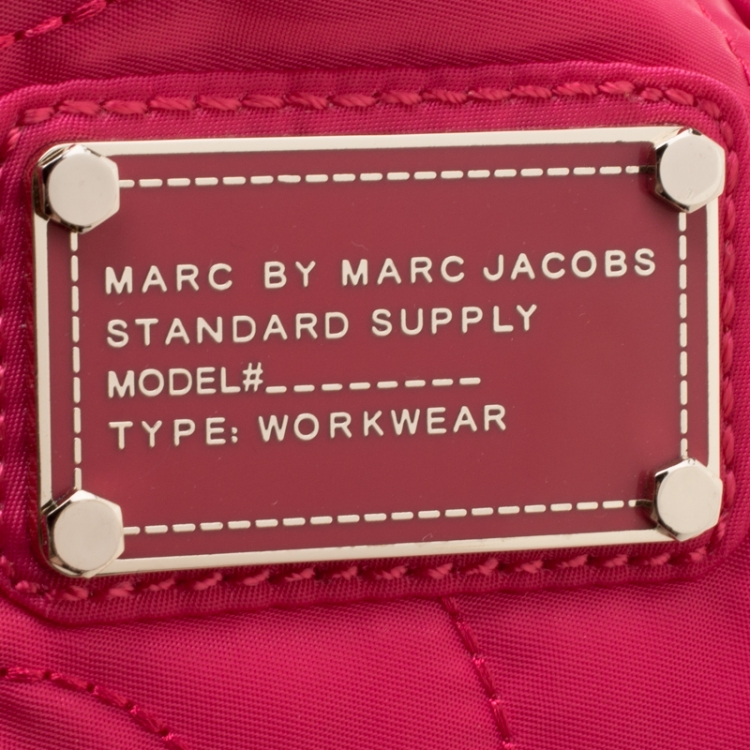 MARC BY MARC JACOBS
STANDARD SUPPLY
MODEL#_________
TYPE: WORKWEAR